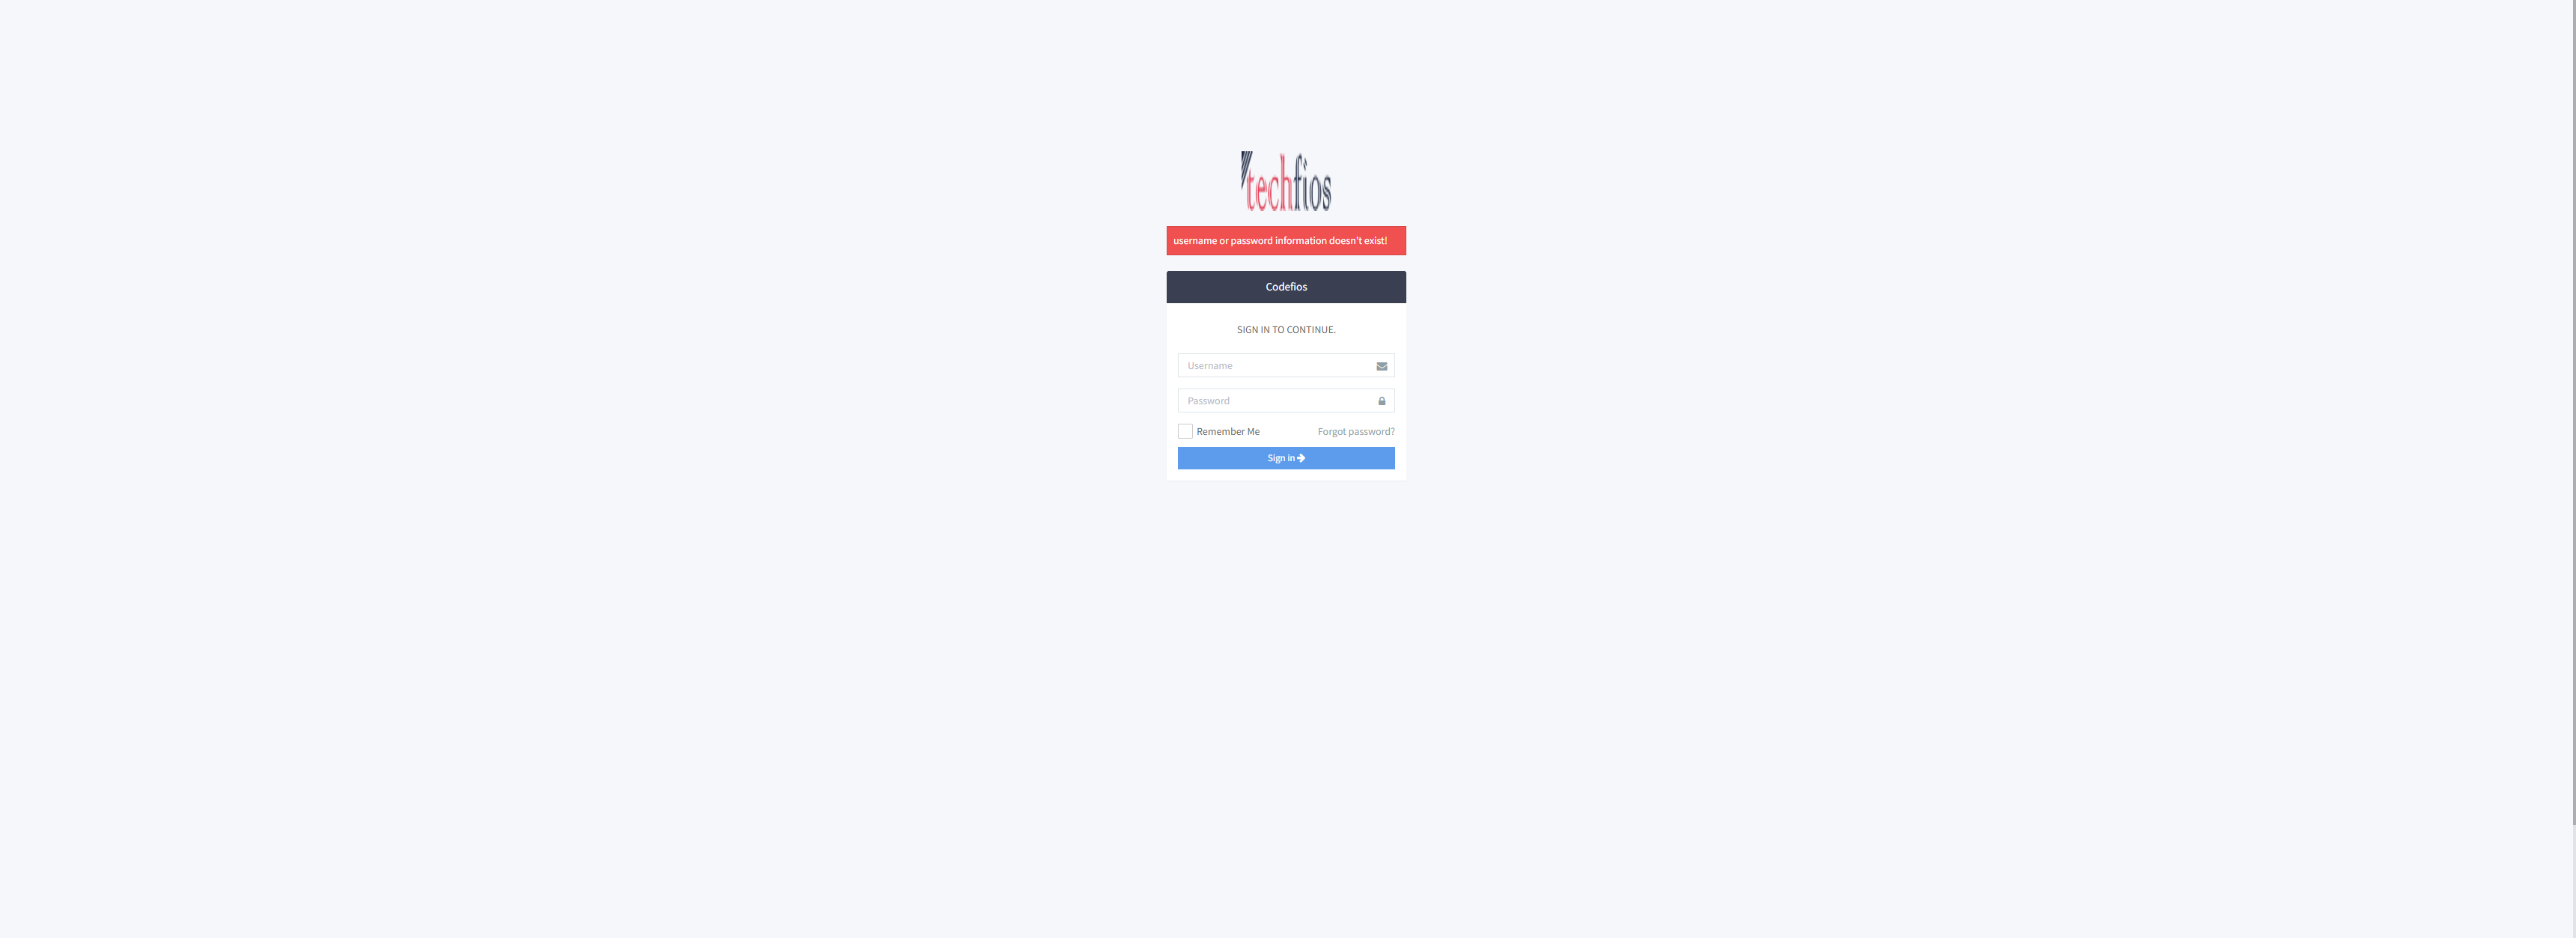 techfios
username or password information doesn't exist!
Codefios
SIGN IN TO CONTINUE.
Username
Password
Remember Me Forgot password?
Sign in